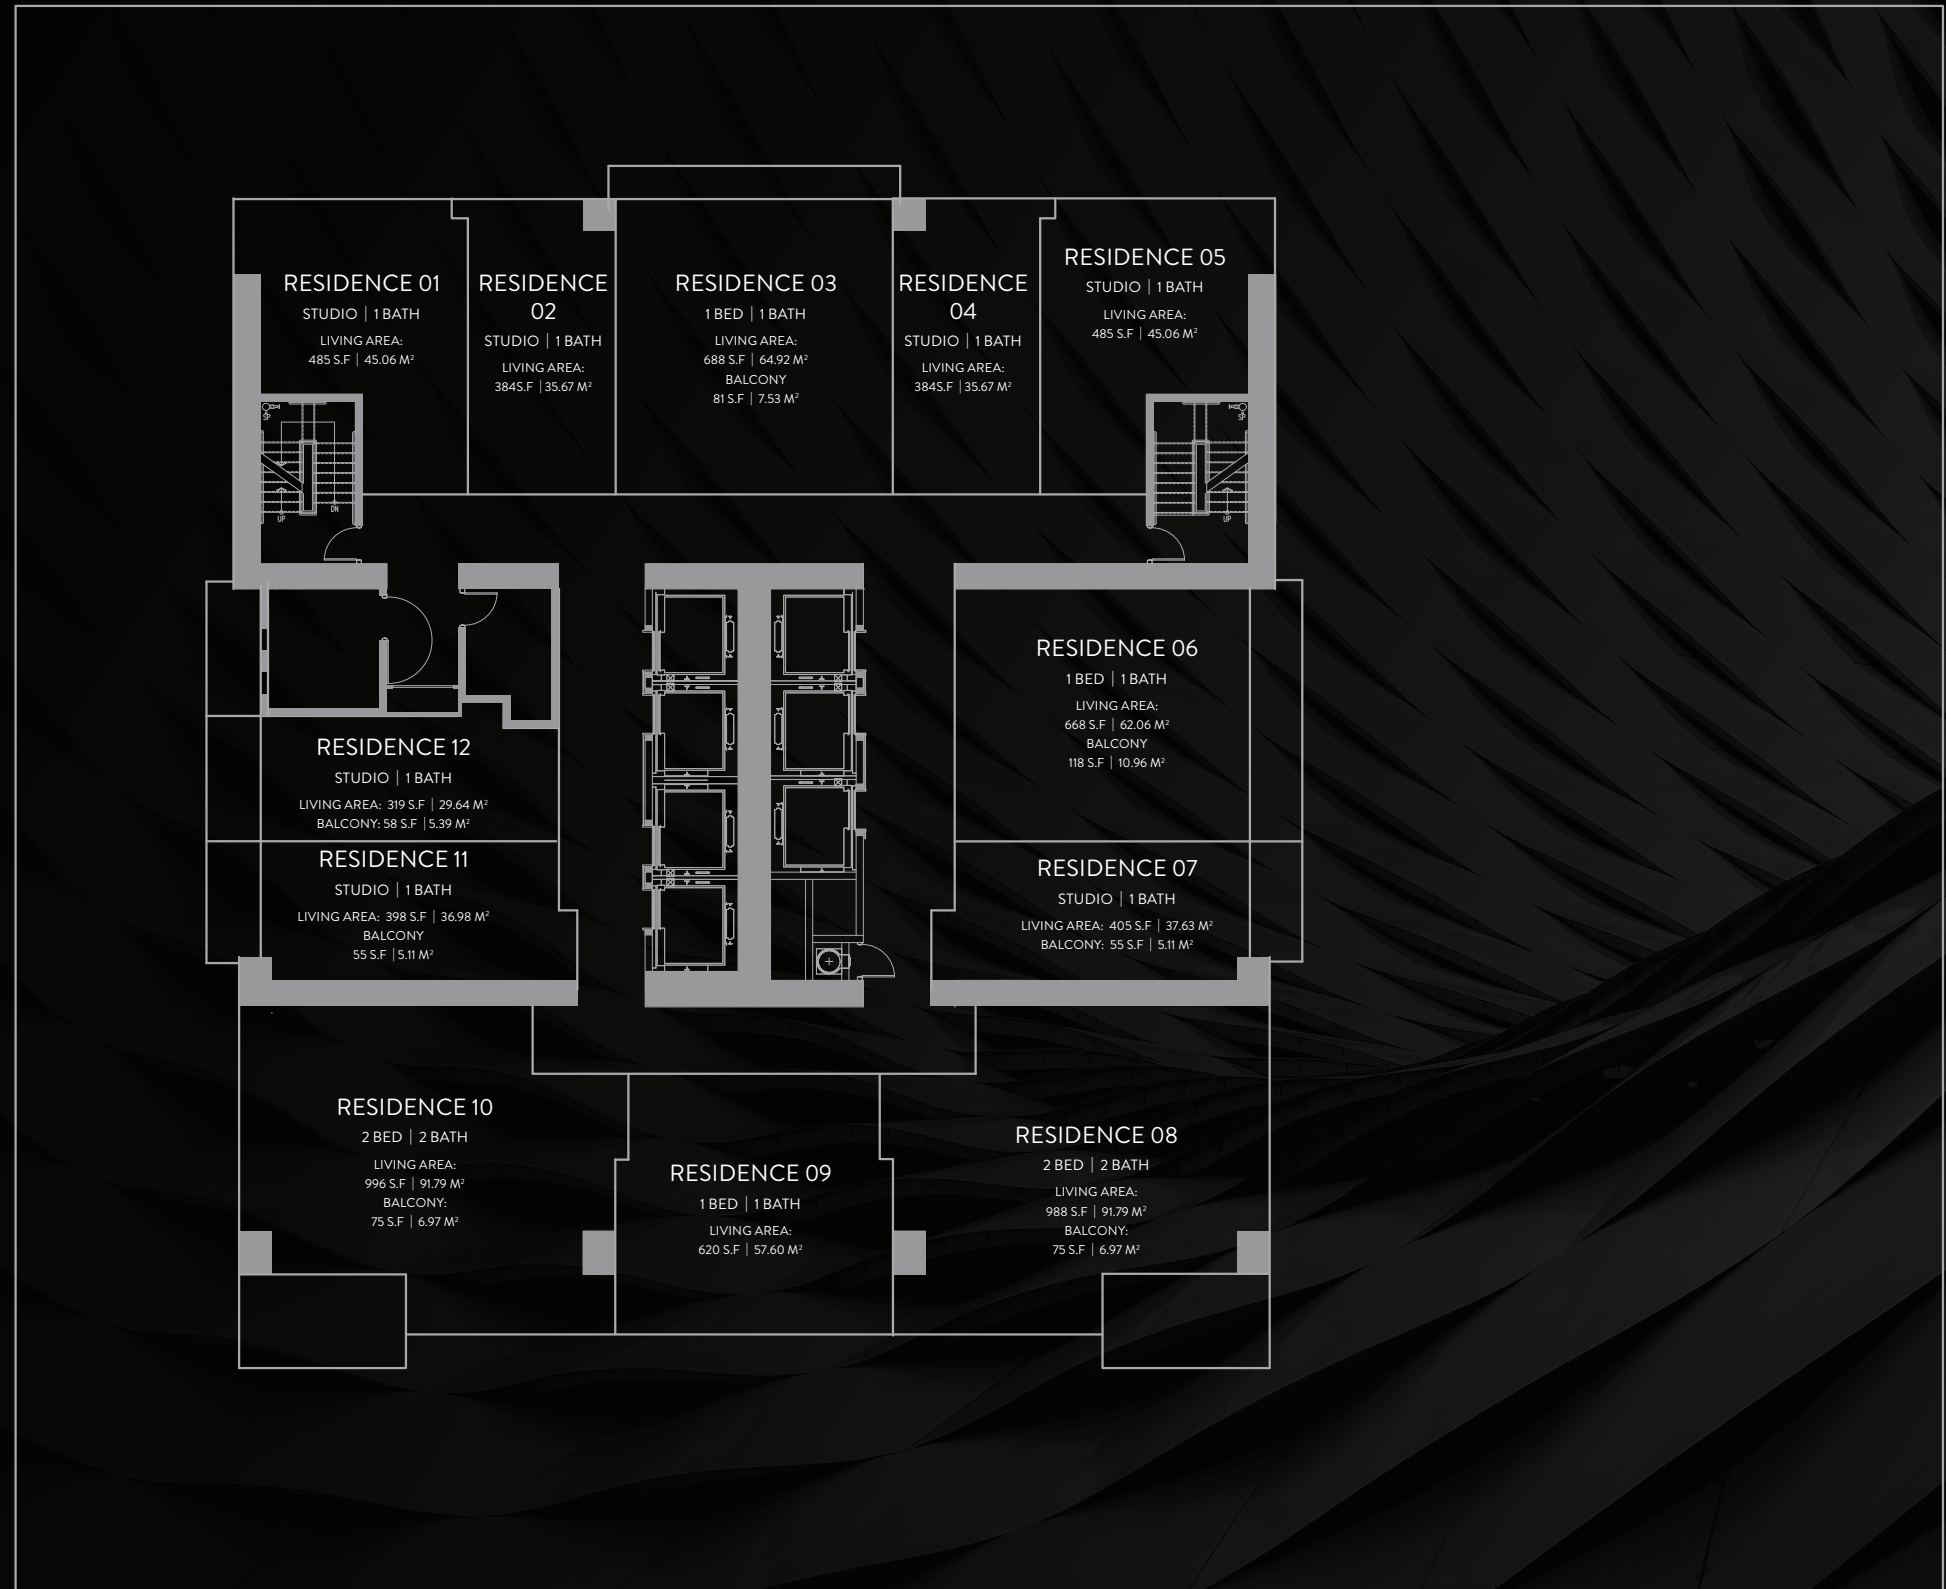 RESIDENCE 01
STUDIO | 1 BATH
LIVING AREA:
485 S.F | 45.06 M²
RESIDENCE
02
STUDIO | 1 BATH
LIVING AREA:
384S.F | 35.67 M²
RESIDENCE 03
1 BED | 1 BATH
LIVING AREA:
688 S.F | 64.92 M²
BALCONY
81 S.F | 7.53 M²
RESIDENCE
04
STUDIO | 1 BATH
LIVING AREA:
384S.F | 35.67 M²
RESIDENCE 05
STUDIO | 1 BATH
LIVING AREA:
485 S.F | 45.06 M²
SP
UP
DN
SP
UP
RESIDENCE 06
1 BED | 1 BATH
LIVING AREA:
668 S.F | 62.06 M²
BALCONY
118 S.F | 10.96 M²
RESIDENCE 12
STUDIO | 1 BATH
LIVING AREA: 319 S.F | 29.64 M²
BALCONY: 58 S.F | 5.39 M²
RESIDENCE 11
STUDIO | 1 BATH
LIVING AREA: 398 S.F | 36.98 M²
BALCONY
55 S.F | 5.11 M²
RESIDENCE 07
STUDIO | 1 BATH
LIVING AREA: 405 S.F | 37.63 M²
BALCONY: 55 S.F | 5.11 M²
RESIDENCE 10
2 BED | 2 BATH
LIVING AREA:
996 S.F | 91.79 M²
BALCONY:
75 S.F | 6.97 M²
RESIDENCE 09
1 BED | 1 BATH
LIVING AREA:
620 S.F | 57.60 M²
RESIDENCE 08
2 BED | 2 BATH
LIVING AREA:
988 S.F | 91.79 M²
BALCONY:
75 S.F | 6.97 M²